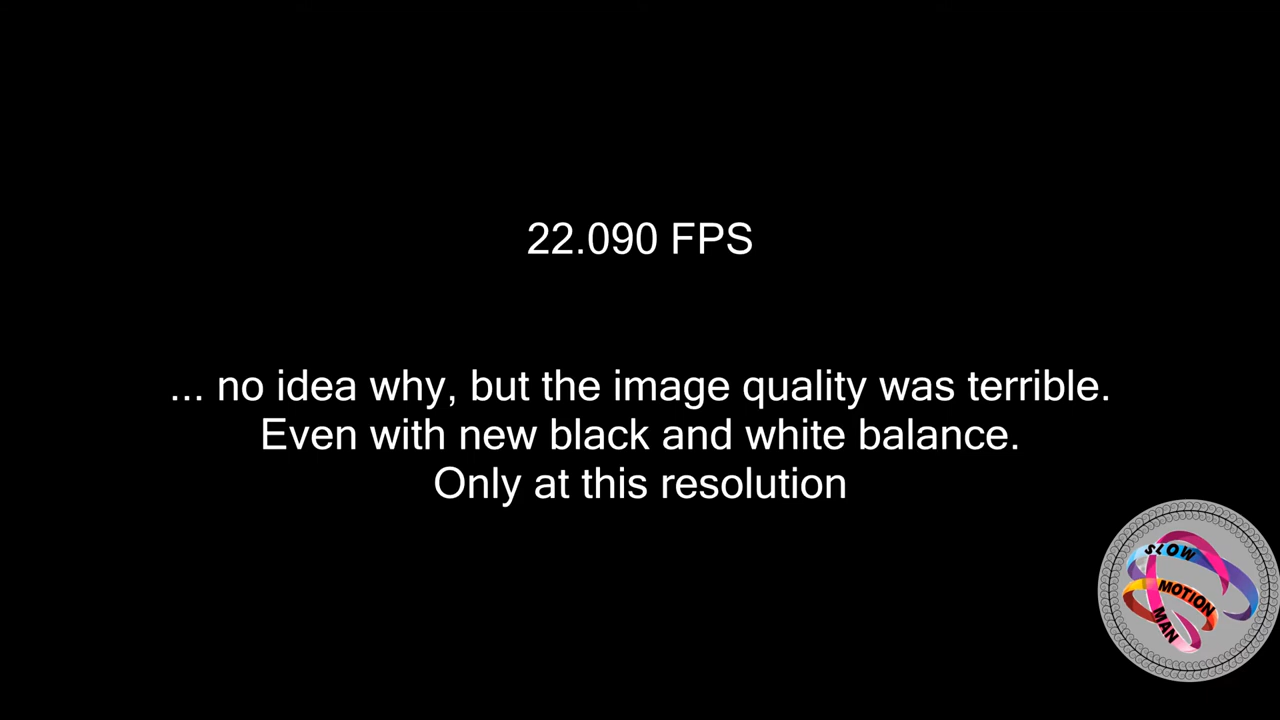 22.090 FPS
... no idea why, but the image quality was terrible.
Even with new black and white balance.
Only at this resolution
SLOW
MOTION
MAN